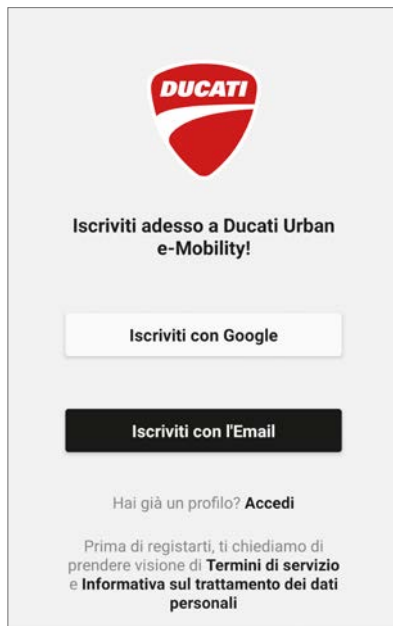 DUCATI
Iscriviti adesso a Ducati Urban
e-Mobility!
Iscriviti con Google
Iscriviti con l'Email
Hai già un profilo? Accedi
Prima di registarti, ti chiediamo di
prendere visione di Termini di servizio
e Informativa sul trattamento dei dati
personali